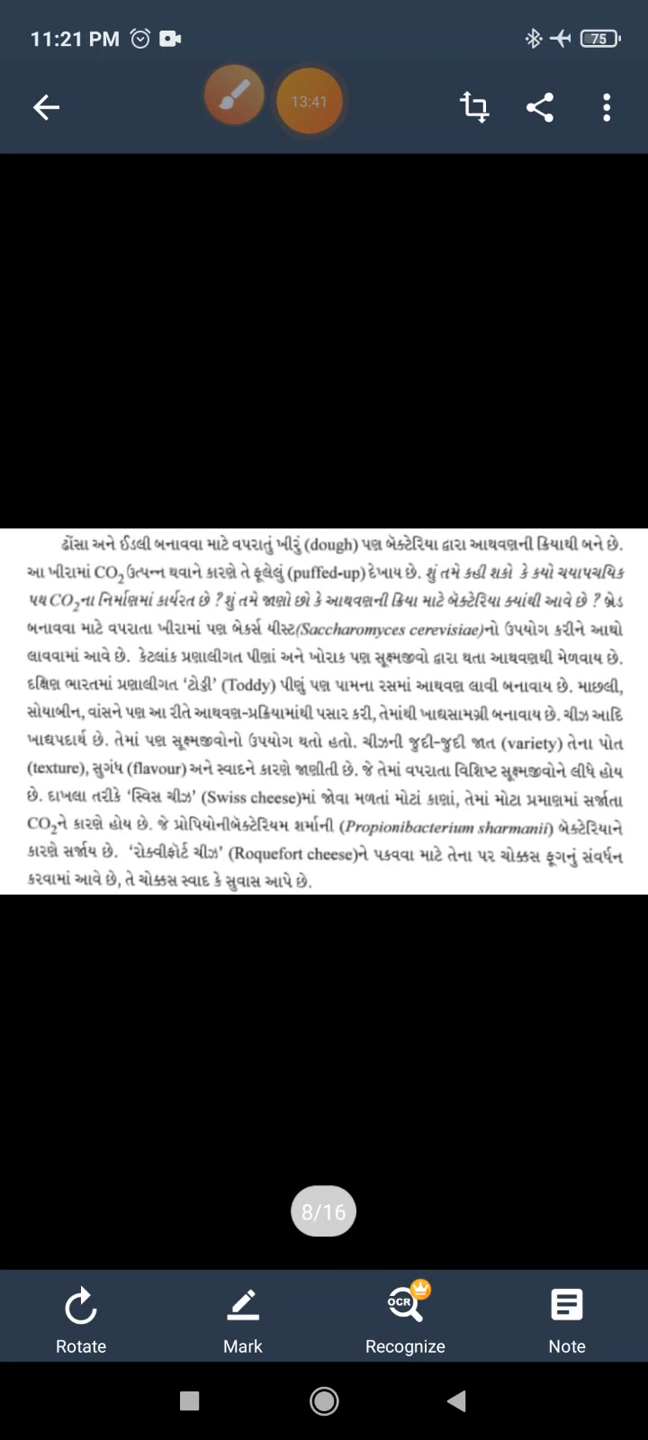 11:21 PM
75
13:41
ઢોંસા અને ઈડલી બનાવવા માટે વપરાતું ખીરું (dough) પણ બૅક્ટેરિયા દ્વારા આથવણની ક્રિયાથી બને છે.
આ ખીરામાં CO₂ ઉત્પન્ન થવાને કારણે તે ફૂલેલું (puffed-up) દેખાય છે. શું તમે કહી શકો કે ક્યો ચયાપચયિક
પથ CO₂ના નિર્માણમાં કાર્યરત છે ? શું તમે જાણો છો કે આથવણની ક્રિયા માટે બૅક્ટેરિયા ક્યાંથી આવે છે ? બ્રેડ
બનાવવા માટે વપરાતા ખીરામાં પણ બેકર્સ યીસ્ટ(Saccharomyces cerevisiae)નો ઉપયોગ કરીને આથો
લાવવામાં આવે છે. કેટલાંક પ્રણાલીગત પીણાં અને ખોરાક પણ સૂક્ષ્મજીવો દ્વારા થતા આથવણથી મેળવાય છે.
દક્ષિણ ભારતમાં પ્રણાલીગત ‘ટોડ્ડી’ (Toddy) પીણું પણ પામના રસમાં આથવણ લાવી બનાવાય છે. માછલી,
સોયાબીન, વાંસને પણ આ રીતે આથવણ-પ્રક્રિયામાંથી પસાર કરી, તેમાંથી ખાદ્યસામગ્રી બનાવાય છે. ચીઝ આદિ
ખાદ્યપદાર્થ છે. તેમાં પણ સૂક્ષ્મજીવોનો ઉપયોગ થતો હતો. ચીઝની જુદી-જુદી જાત (variety) તેના પોત
(texture), સુગંધ (flavour) અને સ્વાદને કારણે જાણીતી છે. જે તેમાં વપરાતા વિશિષ્ટ સૂક્ષ્મજીવોને લીધે હોય
છે. દાખલા તરીકે ‘સ્વિસ ચીઝ’ (Swiss cheese)માં જોવા મળતાં મોટાં કાણાં, તેમાં મોટા પ્રમાણમાં સર્જાતા
CO₂ને કારણે હોય છે. જે પ્રોપિયોનીબૅક્ટેરિયમ શર્માની (Propionibacterium sharmanii) બૅક્ટેરિયાને
કારણે સર્જાય છે. ‘રોક્વીફોર્ટ ચીઝ’ (Roquefort cheese)ને પકવવા માટે તેના પર ચોક્કસ ફૂગનું સંવર્ધન
કરવામાં આવે છે, તે ચોક્કસ સ્વાદ કે સુવાસ આપે છે.
8/16
OCR
Rotate Mark Recognize Note